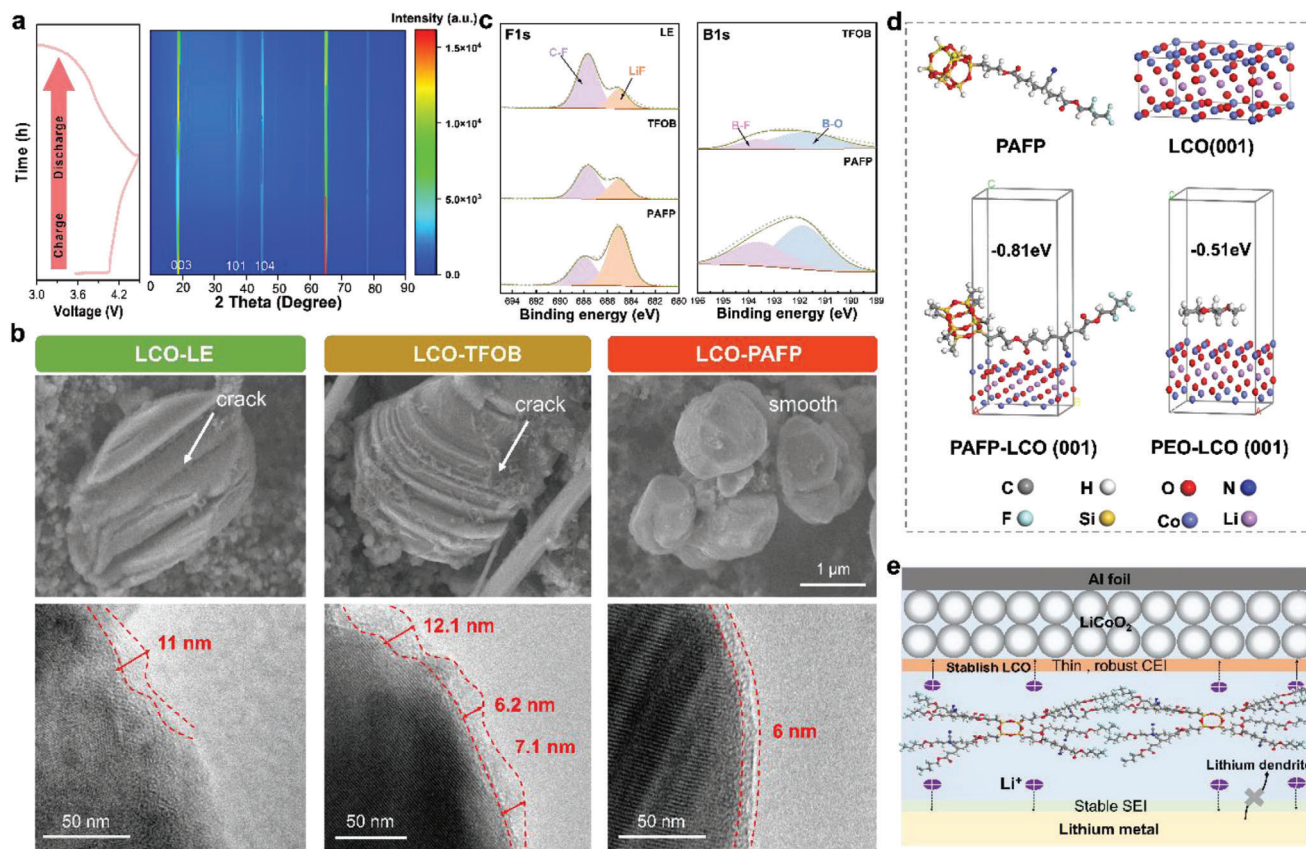 a
Time (h)
Charge Discharge
3.0 3.6 4.2
Voltage (V)
003 101 104
0 10 20 30 40 50 60 70 80 90
2 Theta (Degree)
Intensity (a.u.)
1.5×10⁴
1.0×10⁴
5.0×10³
0.0
c
F1s
LE
C-F
LiF
TFOB
PAFP
694 692 690 688 686 684 682 680
Binding energy (eV)
B1s
TFOB
B-F
B-O
PAFP
196 195 194 193 192 191 190 189
Binding energy (eV)
d
PAFP
LCO(001)
C
-0.81eV
A
B
C
-0.51eV
A
PAFP-LCO (001)
PEO-LCO (001)
C H O N
F Si Co Li
b
LCO-LE
LCO-TFOB
LCO-PAFP
crack
crack
smooth
1 μm
11 nm
12.1 nm
6.2 nm
7.1 nm
6 nm
50 nm
50 nm
50 nm
e
Al foil
LiCoO₂
Stablish LCO
Thin , robust CEI
Li⁺
Lithium dendrite
Stable SEI
Lithium metal